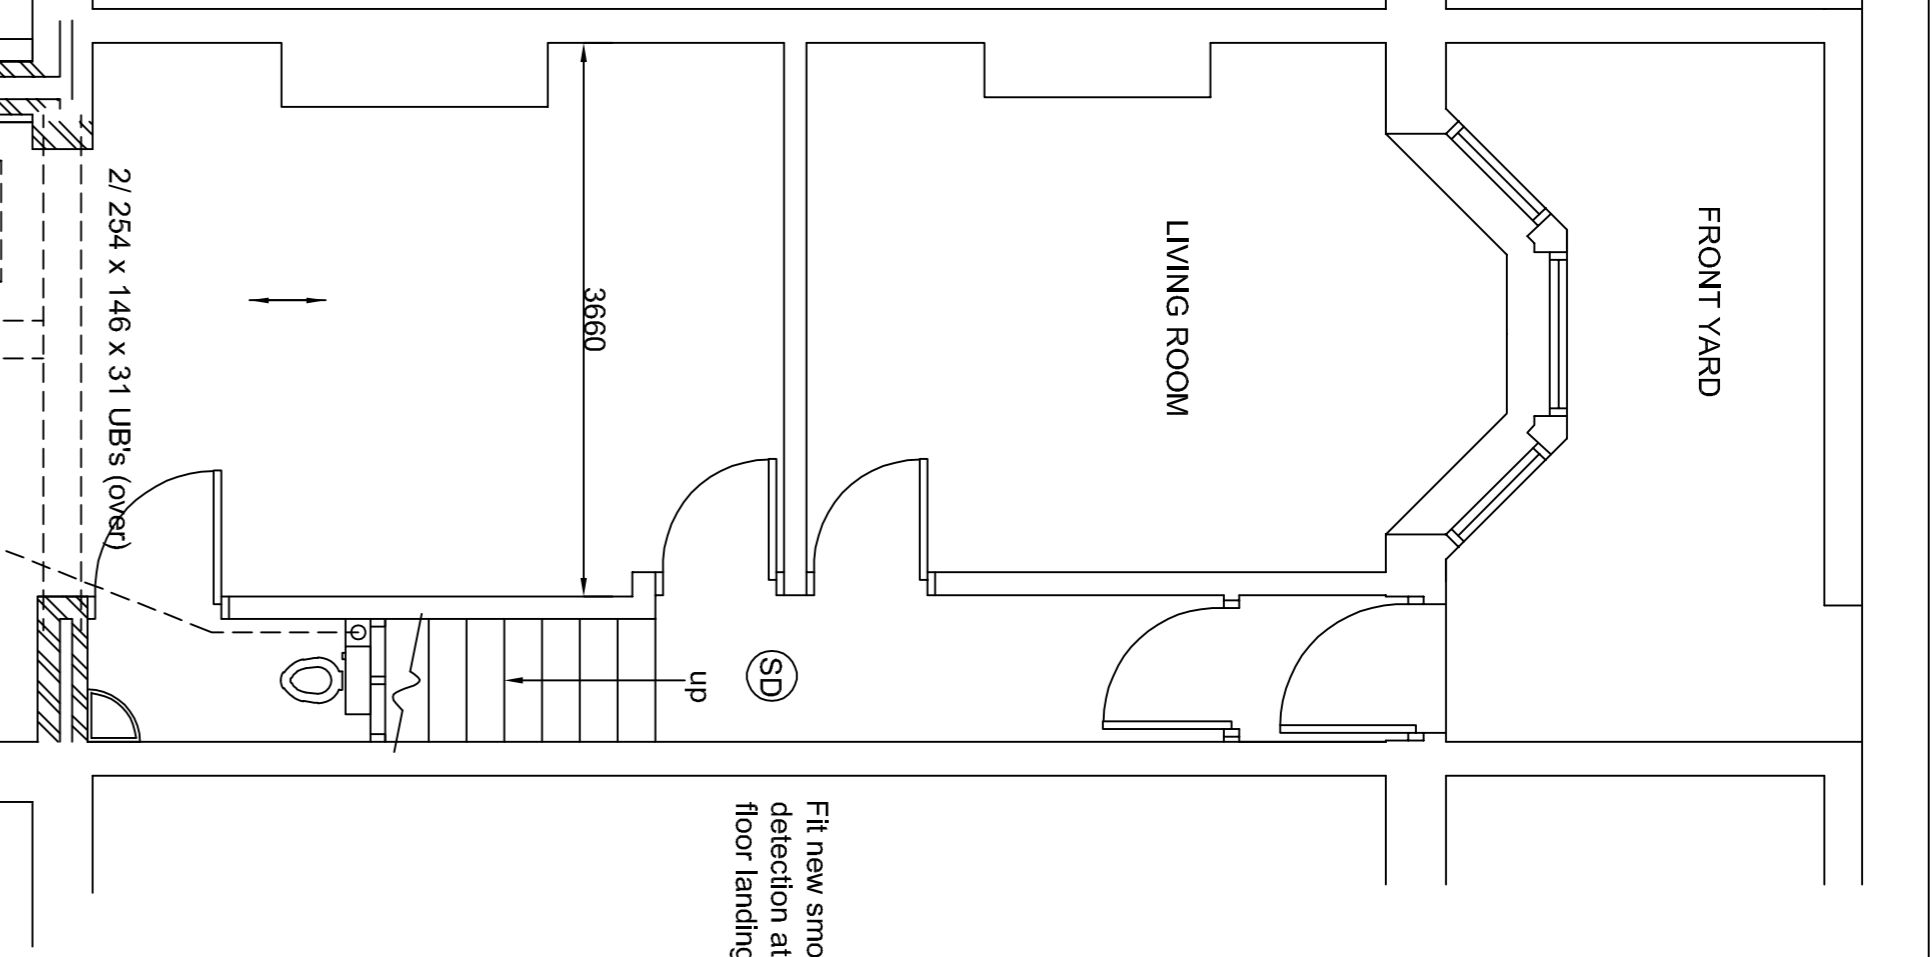 FRONT YARD
LIVING ROOM
3660
2/ 254 x 146 x 31 UB's (over)
up
SD
Fit new smo
detection at
floor landing